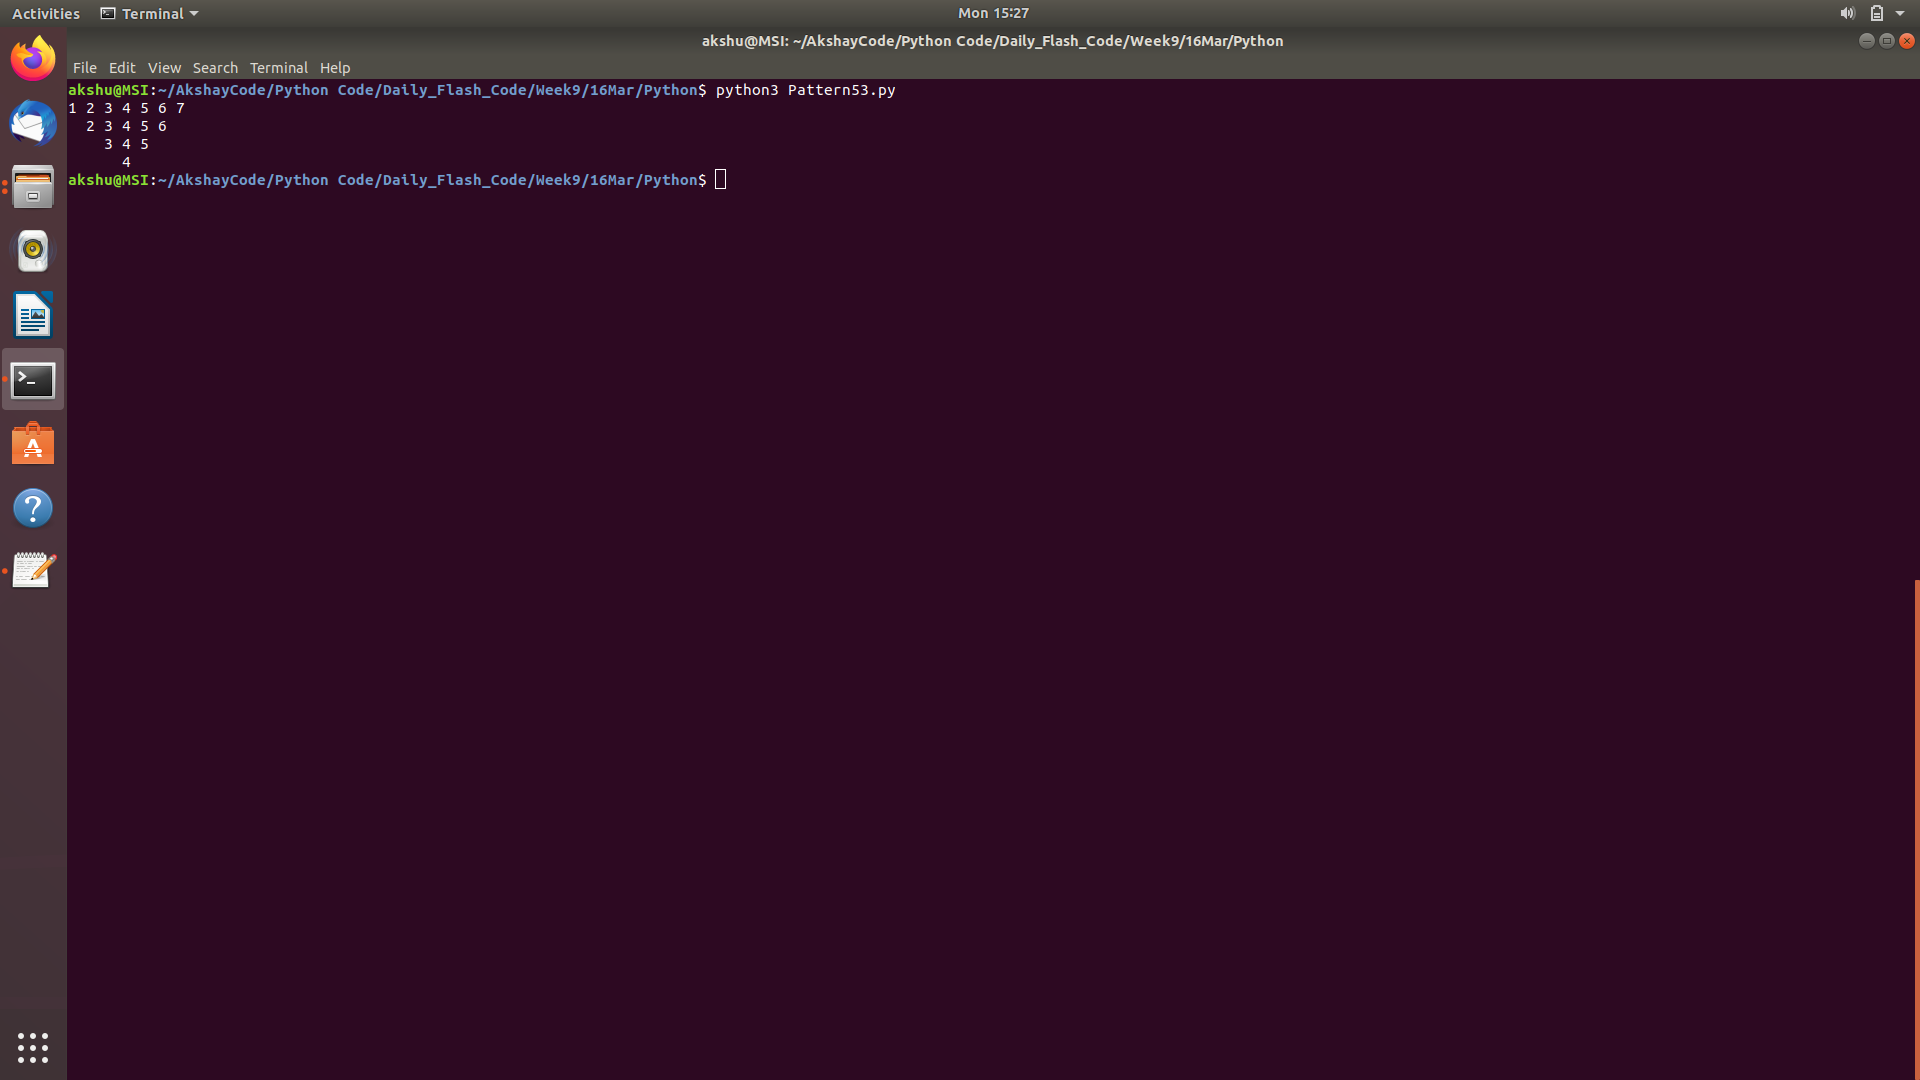 Activities Terminal Mon 15:27
akshu@MSI: ~/AkshayCode/Python Code/Daily_Flash_Code/Week9/16Mar/Python
File Edit View Search Terminal Help
akshu@MSI:~/AkshayCode/Python Code/Daily_Flash_Code/Week9/16Mar/Python$ python3 Pattern53.py
1 2 3 4 5 6 7
  2 3 4 5 6
    3 4 5
      4
akshu@MSI:~/AkshayCode/Python Code/Daily_Flash_Code/Week9/16Mar/Python$